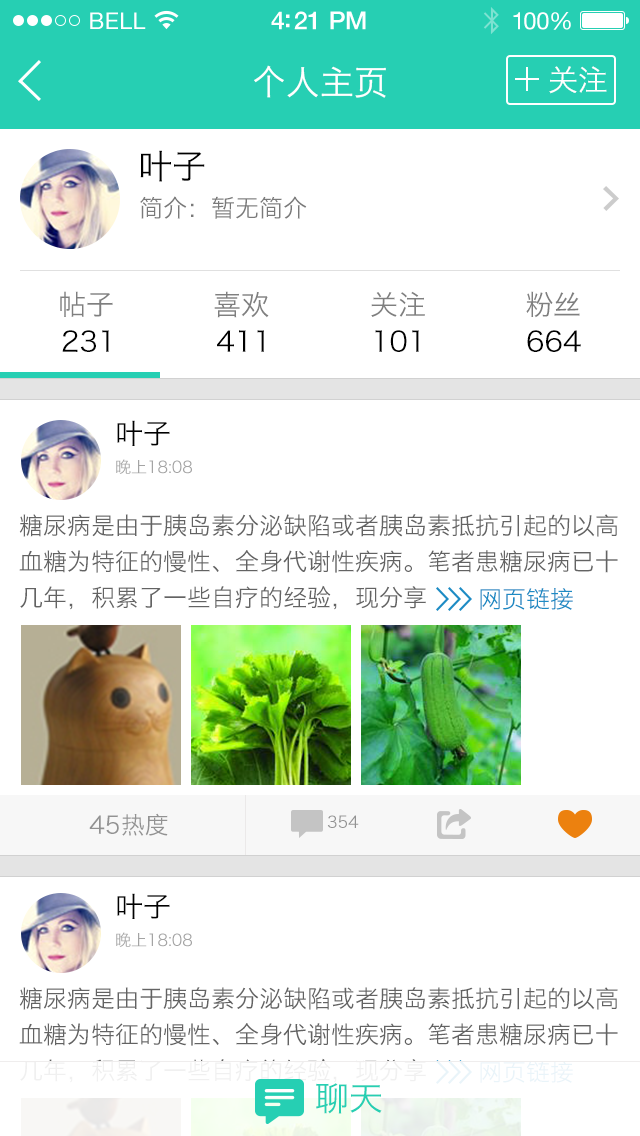 BELL 4:21 PM 100%
个人主页
+ 关注
叶子
简介：暂无简介
帖子 喜欢 关注 粉丝
231 411 101 664
叶子
晚上18:08
糖尿病是由于胰岛素分泌缺陷或者胰岛素抵抗引起的以高
血糖为特征的慢性、全身代谢性疾病。笔者患糖尿病已十
几年，积累了一些自疗的经验，现分享 >>> 网页链接
45热度 354
叶子
晚上18:08
糖尿病是由于胰岛素分泌缺陷或者胰岛素抵抗引起的以高
血糖为特征的慢性、全身代谢性疾病。笔者患糖尿病已十
几年，积累了一些自疗的经验，现分享 >>> 网页链接
聊天